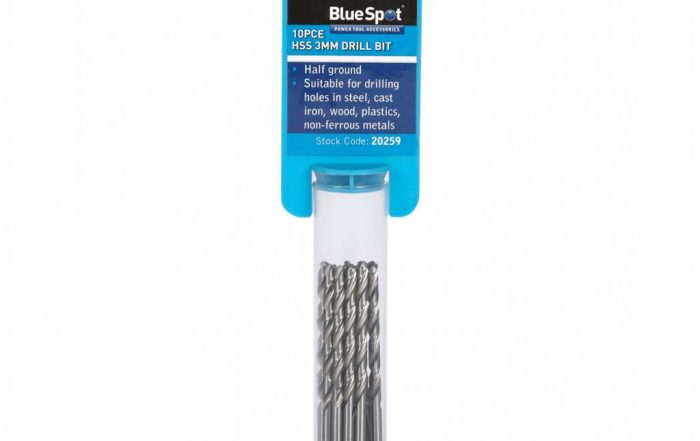 BlueSpot
POWER TOOL ACCESSORIES
10PCE
HSS 3MM DRILL BIT
• Half ground
• Suitable for drilling
holes in steel, cast
iron, wood, plastics,
non-ferrous metals
Stock Code: 20259